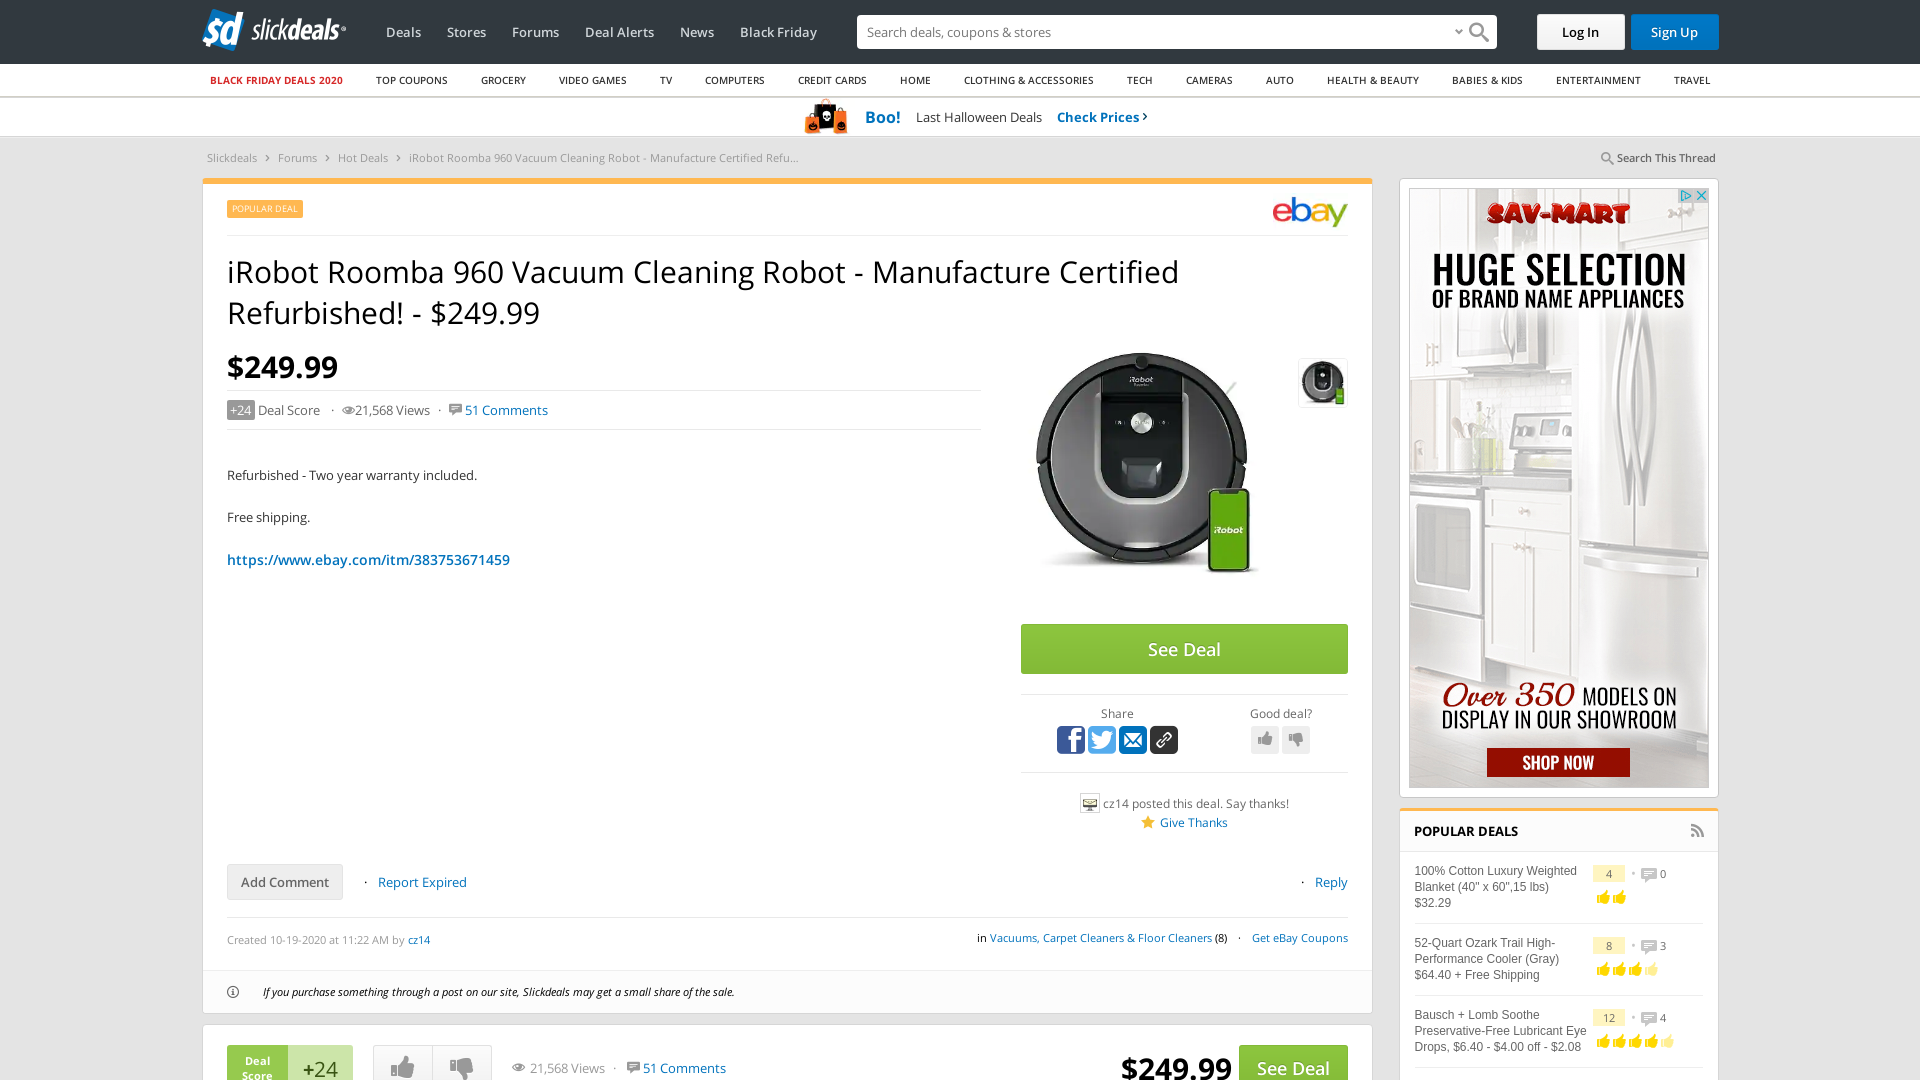 slickdeals
Deals
Stores
Forums
Deal Alerts
News
Black Friday
Search deals, coupons & stores
Log In
Sign Up
BLACK FRIDAY DEALS 2020
TOP COUPONS
GROCERY
VIDEO GAMES
TV
COMPUTERS
CREDIT CARDS
HOME
CLOTHING & ACCESSORIES
TECH
CAMERAS
AUTO
HEALTH & BEAUTY
BABIES & KIDS
ENTERTAINMENT
TRAVEL
Boo! Last Halloween Deals Check Prices
Slickdeals › Forums › Hot Deals › iRobot Roomba 960 Vacuum Cleaning Robot - Manufacture Certified Refu...
Search This Thread
POPULAR DEAL
ebay
iRobot Roomba 960 Vacuum Cleaning Robot - Manufacture Certified
Refurbished! - $249.99
$249.99
+24 Deal Score · 21,568 Views · 51 Comments
Refurbished - Two year warranty included.
Free shipping.
https://www.ebay.com/itm/383753671459
iRobot
iRobot
See Deal
Share
Good deal?
cz14 posted this deal. Say thanks!
Give Thanks
Add Comment
· Report Expired
· Reply
Created 10-19-2020 at 11:22 AM by cz14
in Vacuums, Carpet Cleaners & Floor Cleaners (8) · Get eBay Coupons
If you purchase something through a post on our site, Slickdeals may get a small share of the sale.
Deal
Score
+24
21,568 Views · 51 Comments
$249.99
See Deal
SAV-MART
HUGE SELECTION
OF BRAND NAME APPLIANCES
Over 350 MODELS ON
DISPLAY IN OUR SHOWROOM
SHOP NOW
POPULAR DEALS
100% Cotton Luxury Weighted
Blanket (40" x 60",15 lbs)
$32.29
4 • 0
52-Quart Ozark Trail High-
Performance Cooler (Gray)
$64.40 + Free Shipping
8 • 3
Bausch + Lomb Soothe
Preservative-Free Lubricant Eye
Drops, $6.40 - $4.00 off - $2.08
12 • 4